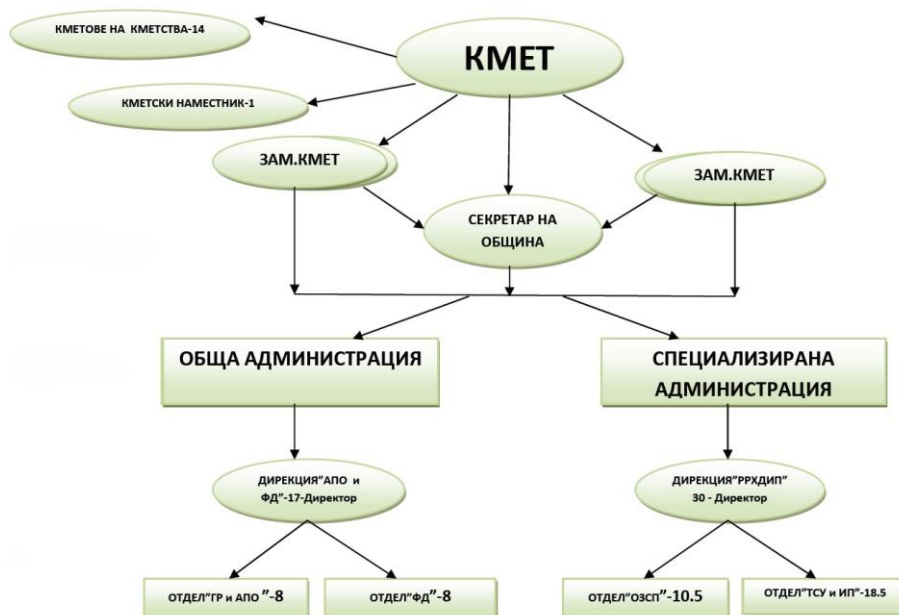 КМЕТОВЕ НА КМЕТСТВА-14
КМЕТ
КМЕТСКИ НАМЕСТНИК-1
ЗАМ.КМЕТ
ЗАМ.КМЕТ
СЕКРЕТАР НА
ОБЩИНА
ОБЩА АДМИНИСТРАЦИЯ
СПЕЦИАЛИЗИРАНА
АДМИНИСТРАЦИЯ
ДИРЕКЦИЯ"АПО и
ФД"-17-Директор
ДИРЕКЦИЯ"РРХДИП"
30 - Директор
ОТДЕЛ"ГР и АПО "-8
ОТДЕЛ"ФД"-8
ОТДЕЛ"ОЗСП"-10.5
ОТДЕЛ"ТСУ и ИП"-18.5